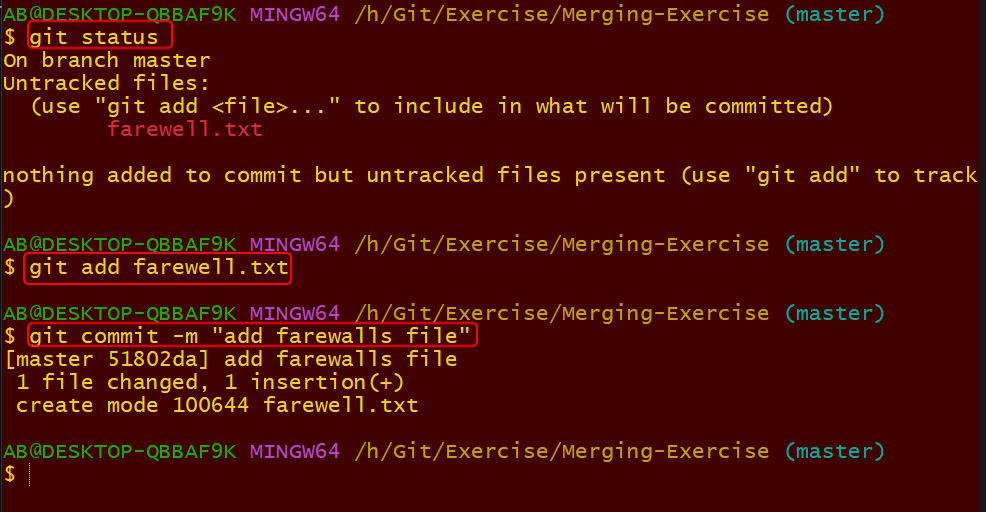 AB@DESKTOP-QBBAF9K MINGW64 /h/Git/Exercise/Merging-Exercise (master)
$ git status
On branch master
Untracked files:
  (use "git add <file>..." to include in what will be committed)
        farewell.txt

nothing added to commit but untracked files present (use "git add" to track
)

AB@DESKTOP-QBBAF9K MINGW64 /h/Git/Exercise/Merging-Exercise (master)
$ git add farewell.txt

AB@DESKTOP-QBBAF9K MINGW64 /h/Git/Exercise/Merging-Exercise (master)
$ git commit -m "add farewalls file"
[master 51802da] add farewalls file
 1 file changed, 1 insertion(+)
 create mode 100644 farewell.txt

AB@DESKTOP-QBBAF9K MINGW64 /h/Git/Exercise/Merging-Exercise (master)
$